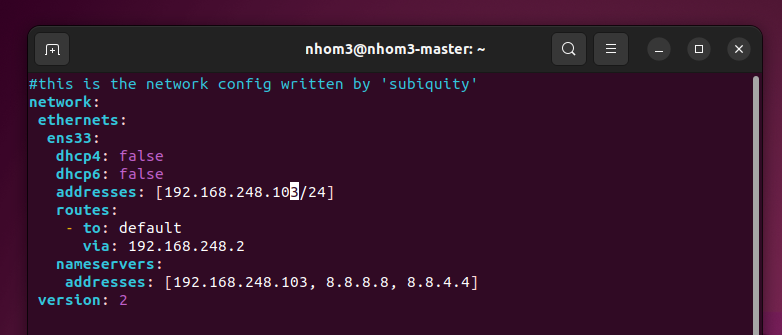 nhom3@nhom3-master: ~
#this is the network config written by 'subiquity'
network:
 ethernets:
  ens33:
   dhcp4: false
   dhcp6: false
   addresses: [192.168.248.103/24]
   routes:
    - to: default
      via: 192.168.248.2
   nameservers:
    addresses: [192.168.248.103, 8.8.8.8, 8.8.4.4]
 version: 2